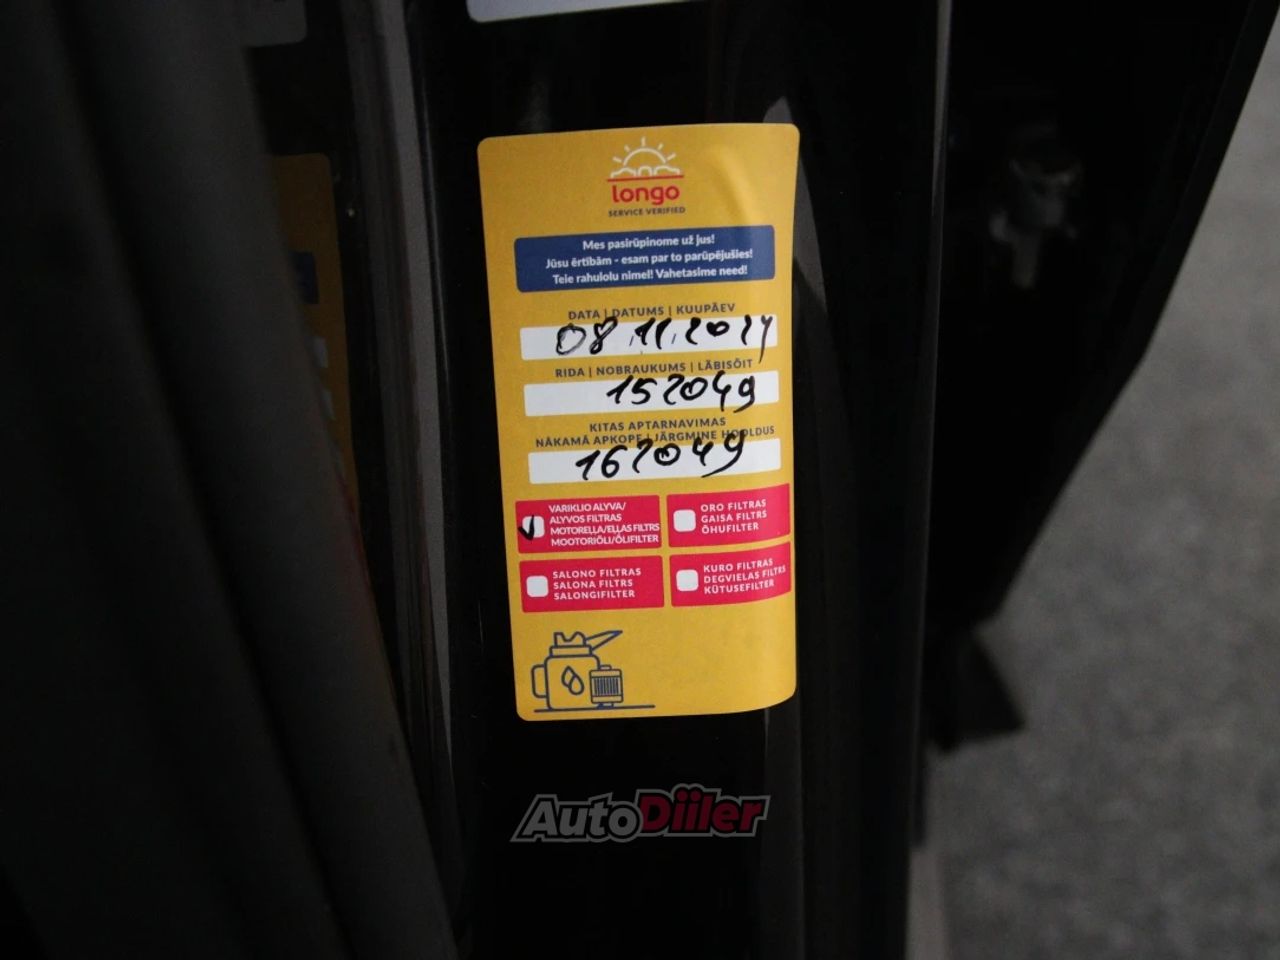 longo
SERVICE VERIFIED
Mes pasirūpinome už jus!
Jūsu ērtībām - esam par to parūpējušies!
Teie rahulolu nimel! Vahetasime need!
DATA | DATUMS | KUUPÄEV
08.11.2024
RIDA | NOBRAUKUMS | LÄBISÕIT
152049
KITAS APTARNAVIMAS
NĀKAMĀ APKOPE | JÄRGMINE HOOLDUS
162049
VARIKLIO ALYVA/
ALYVOS FILTRAS
MOTOREĻĻA/EĻĻAS FILTRS
MOOTORIÕLI/ÕLIFILTER
ORO FILTRAS
GAISA FILTRS
ÕHUFILTER
SALONO FILTRAS
SALONA FILTRS
SALONGIFILTER
KURO FILTRAS
DEGVIELAS FILTRS
KÜTUSEFILTER
AutoDiiler